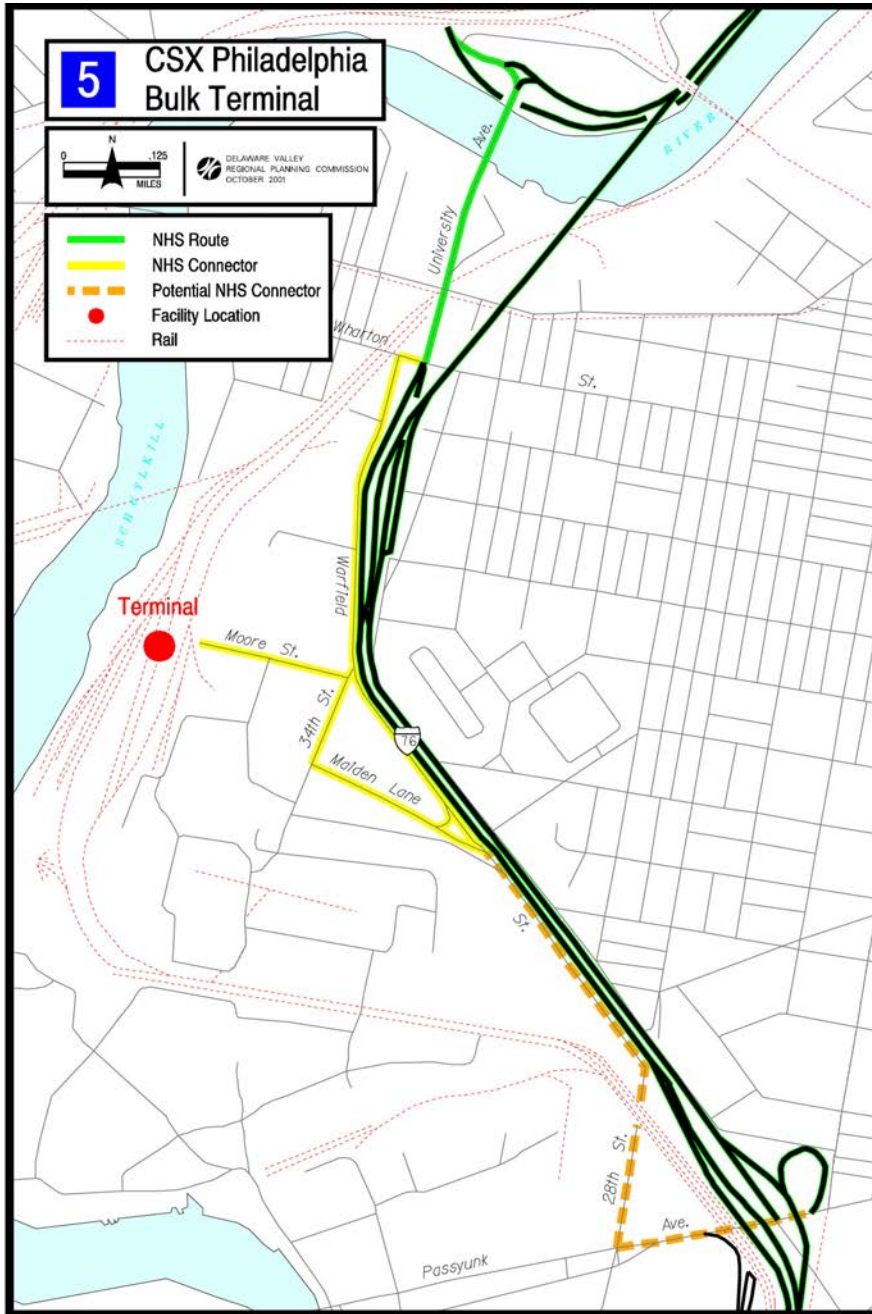 5
CSX Philadelphia
Bulk Terminal
N
0 .125
MILES
DELAWARE VALLEY
REGIONAL PLANNING COMMISSION
OCTOBER 2001
NHS Route
NHS Connector
Potential NHS Connector
Facility Location
Rail
University Ave.
RIVER
Wharton St.
SCHUYLKILL
Warfield
Terminal
Moore St.
34th St.
76
Maiden Lane
St.
28th St.
Passyunk Ave.